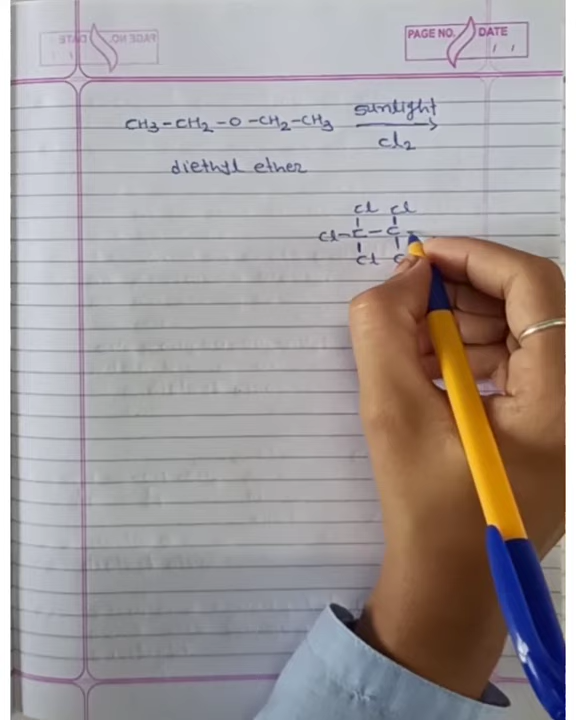 PAGE NO. DATE
/ /
CH3-CH2-O-CH2-CH3 sunlight
Cl2
diethyl ether
Cl Cl
Cl-C-C-
Cl C